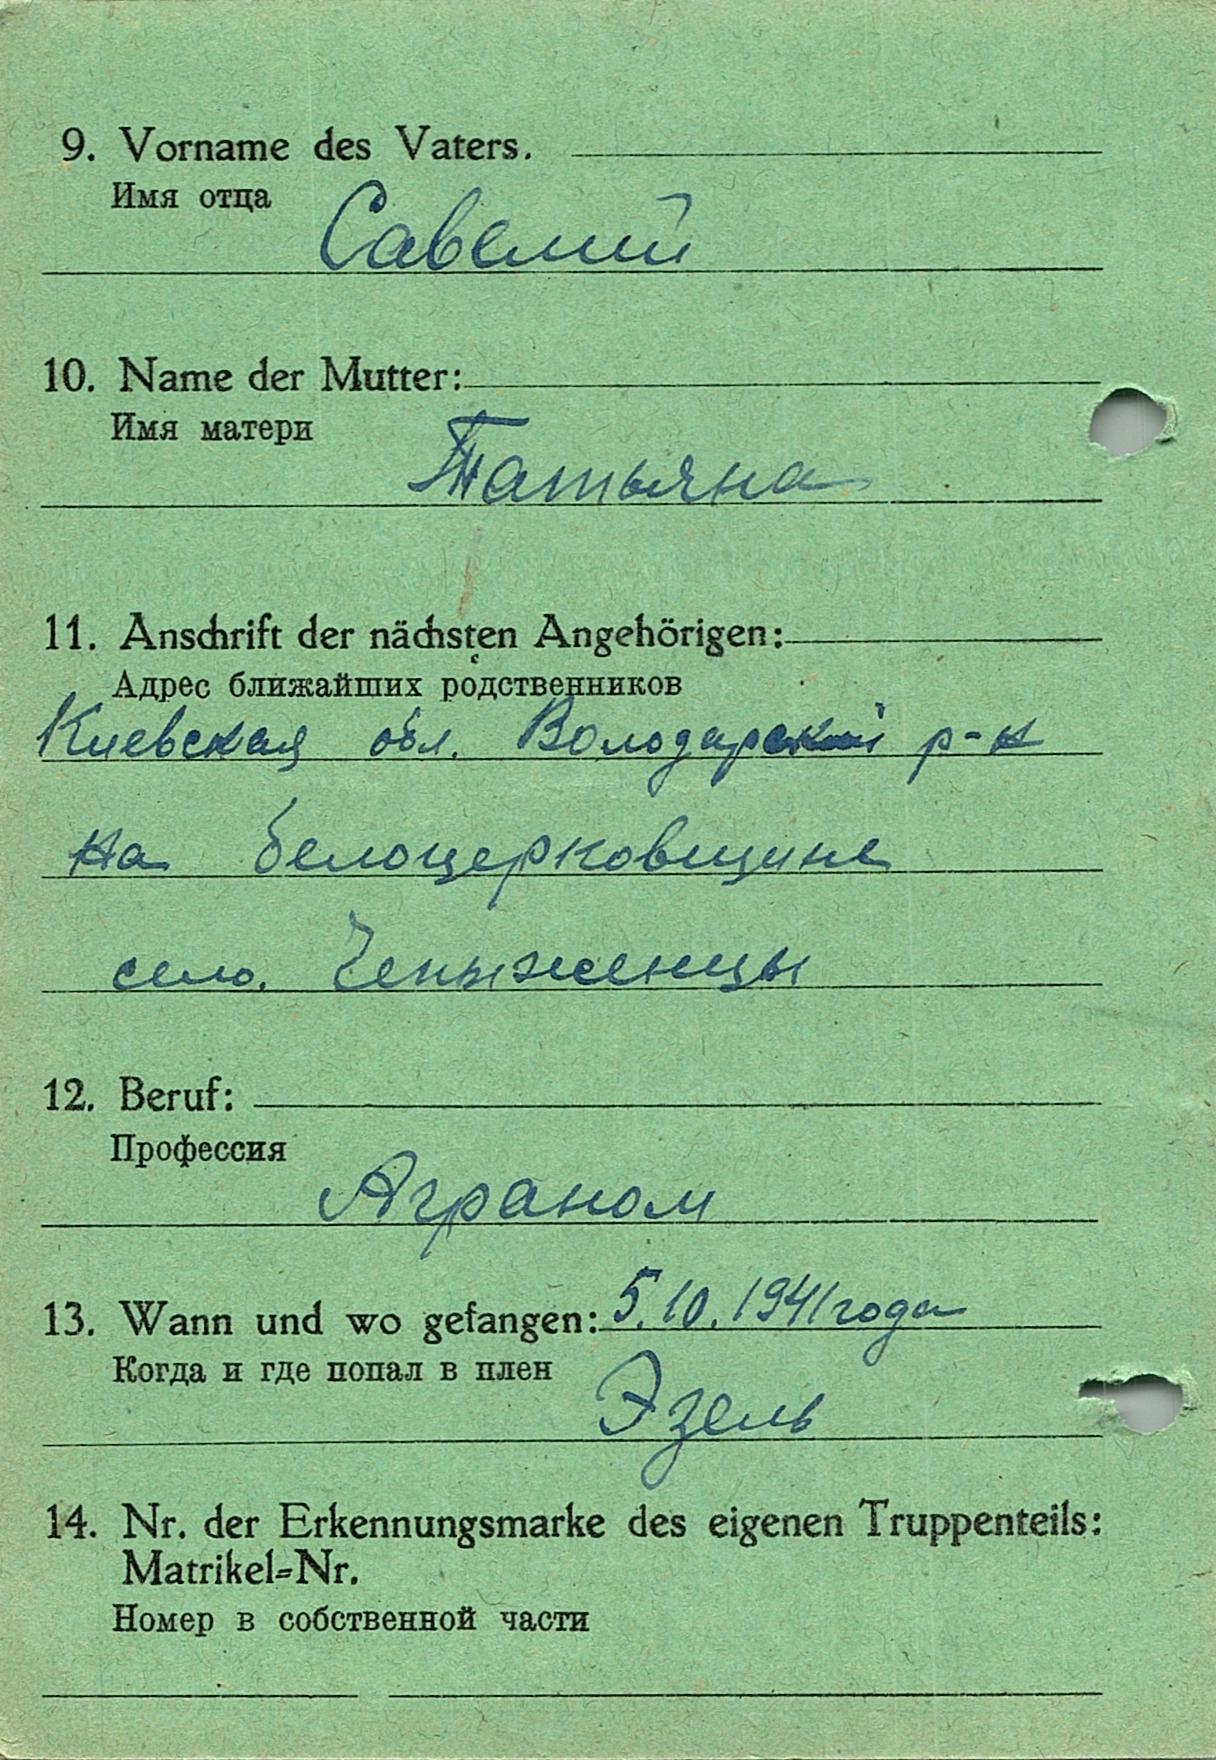 9. Vorname des Vaters.
Имя отца
Савелий
10. Name der Mutter:
Имя матери
Татьяна
11. Anschrift der nächsten Angehörigen:
Адрес ближайших родственников
Киевская обл. Володарский р-н
на белоцерковщине
село.
12. Beruf:
Профессия
Аграном
13. Wann und wo gefangen: 5.10.1941 года
Когда и где попал в плен
Эзель
14. Nr. der Erkennungsmarke des eigenen Truppenteils:
Matrikel=Nr.
Номер в собственной части